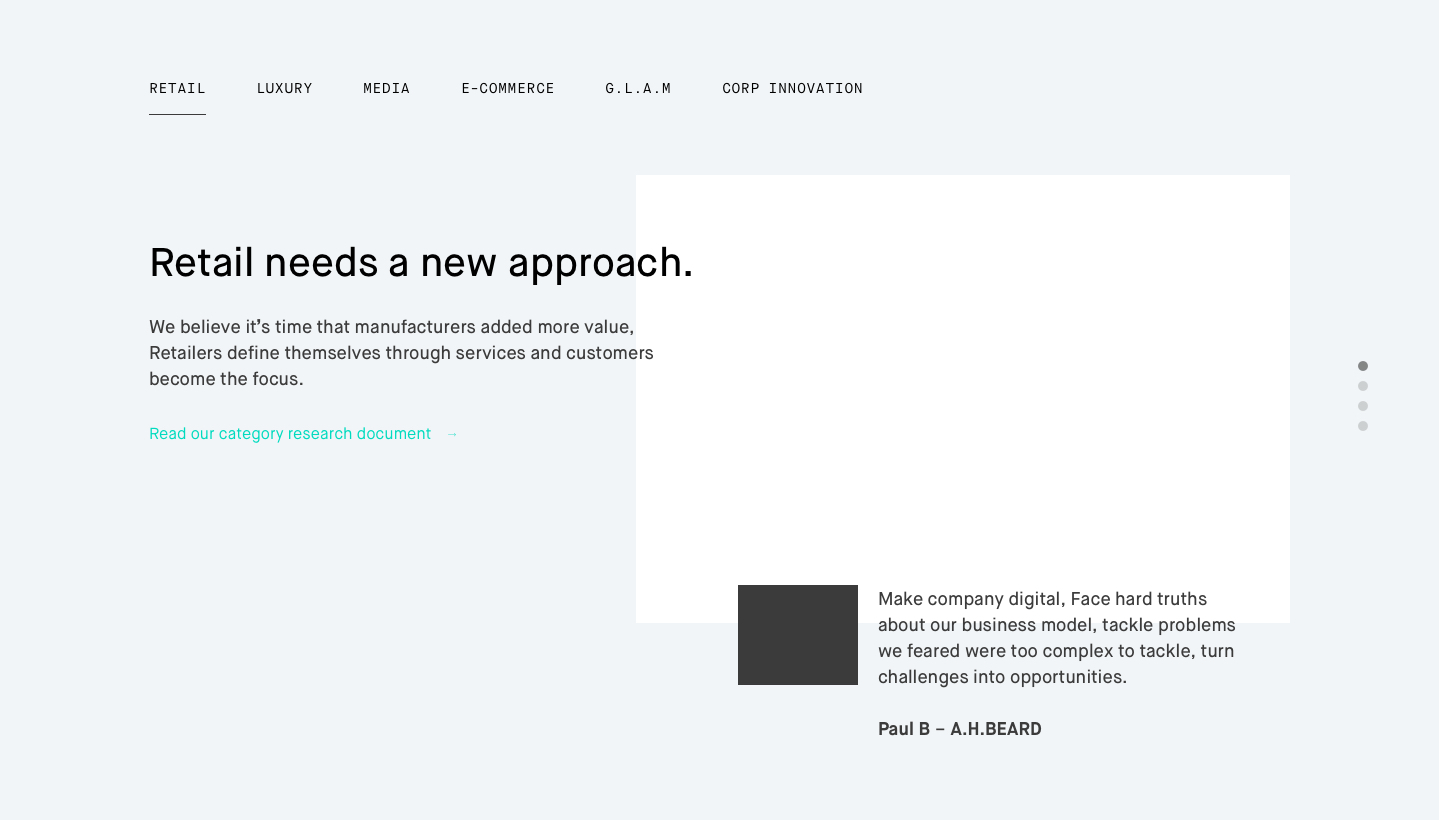 RETAIL LUXURY MEDIA E-COMMERCE G.L.A.M CORP INNOVATION
Retail needs a new approach.
We believe it’s time that manufacturers added more value,
Retailers define themselves through services and customers
become the focus.
Read our category research document →
Make company digital, Face hard truths
about our business model, tackle problems
we feared were too complex to tackle, turn
challenges into opportunities.
Paul B – A.H.BEARD